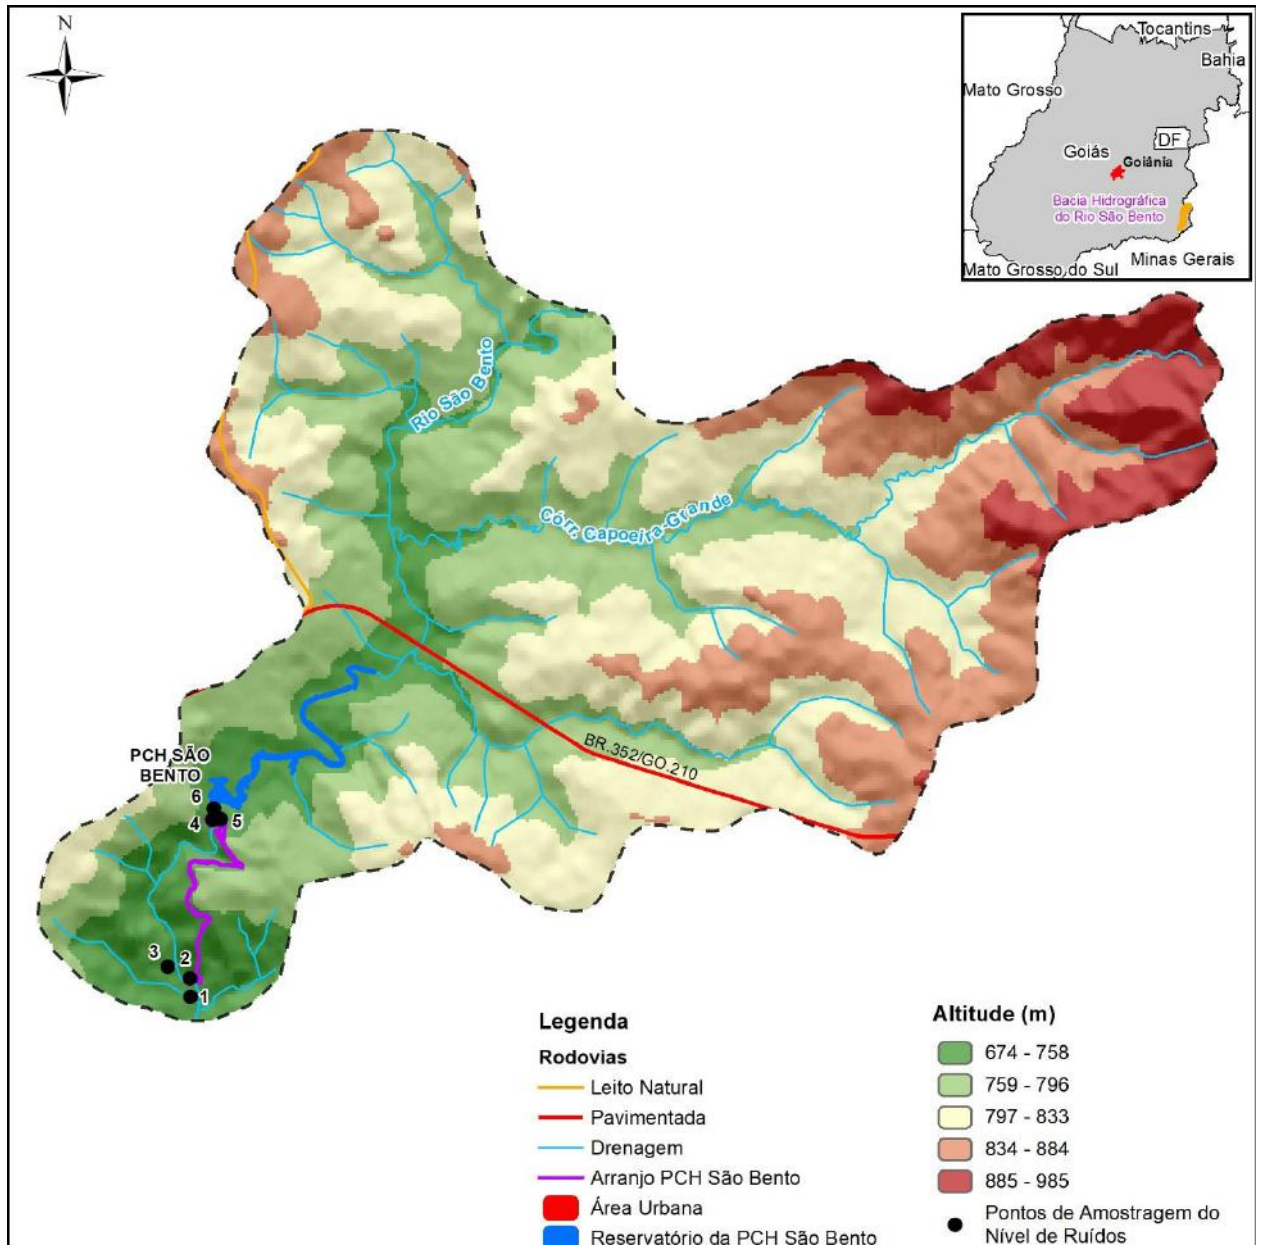 N
Tocantins
Bahia
Mato Grosso
DF
Goiás
Goiânia
Bacia Hidrográfica
do Rio São Bento
Minas Gerais
Mato Grosso do Sul
Rio São Bento
Córr. Capoeira-Grande
BR.352/GO.210
PCH SÃO
BENTO
6
4
5
3
2
1
Legenda
Rodovias
Leito Natural
Pavimentada
Drenagem
Arranjo PCH São Bento
Área Urbana
Reservatório da PCH São Bento
Altitude (m)
674 - 758
759 - 796
797 - 833
834 - 884
885 - 985
Pontos de Amostragem do
Nível de Ruídos